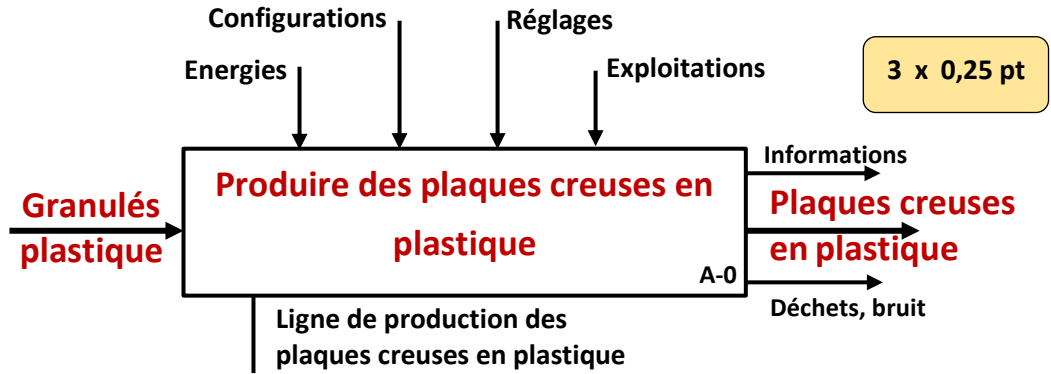 Configurations
Réglages
Energies
Exploitations
3 x 0,25 pt
Informations
Produire des plaques creuses en
plastique
Granulés
plastique
Plaques creuses
en plastique
A-0
Déchets, bruit
Ligne de production des
plaques creuses en plastique